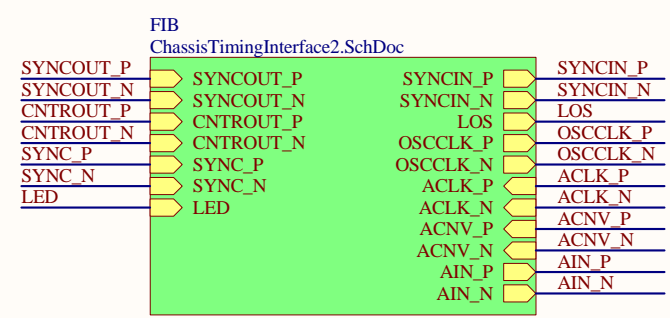 FIB
ChassisTimingInterface2.SchDoc
SYNCOUT_P SYNCOUT_P SYNCIN_P SYNCIN_P
SYNCOUT_N SYNCOUT_N SYNCIN_N SYNCIN_N
CNTROUT_P CNTROUT_P LOS LOS
CNTROUT_N CNTROUT_N OSCCLK_P OSCCLK_P
SYNC_P SYNC_P OSCCLK_N OSCCLK_N
SYNC_N SYNC_N ACLK_P ACLK_P
LED LED ACLK_N ACLK_N
ACNV_P ACNV_P
ACNV_N ACNV_N
AIN_P AIN_P
AIN_N AIN_N